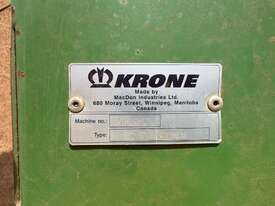 KRONE
Made by
MacDon Industries Ltd.
680 Moray Street, Winnipeg, Manitoba
Canada
Machine no.:
Type: